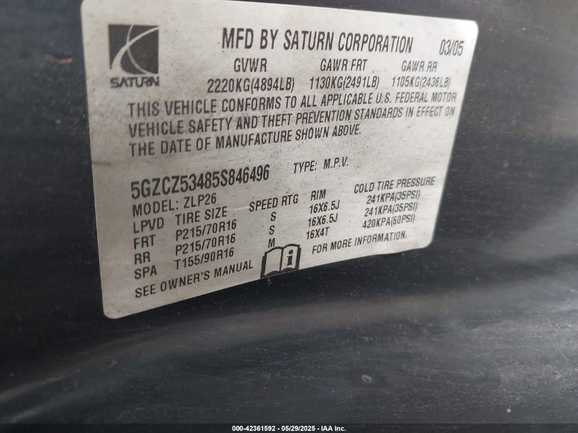 MFD BY SATURN CORPORATION 03/05
SATURN
GVWR GAWR FRT GAWR RR
2220KG(4894LB) 1130KG(2491LB) 1105KG(2436LB)
THIS VEHICLE CONFORMS TO ALL APPLICABLE U.S. FEDERAL MOTOR
VEHICLE SAFETY AND THEFT PREVENTION STANDARDS IN EFFECT ON
THE DATE OF MANUFACTURE SHOWN ABOVE.
5GZCZ53485S846496 TYPE: M.P.V.
MODEL: ZLP26
LPVD TIRE SIZE SPEED RTG RIM COLD TIRE PRESSURE
FRT P215/70R16 S 16X6.5J 241KPA(35PSI)
RR P215/70R16 S 16X6.5J 241KPA(35PSI)
SPA T155/90R16 M 16X4T 420KPA(60PSI)
SEE OWNER'S MANUAL FOR MORE INFORMATION.
000-42361592 - 05/29/2025 - IAA Inc.